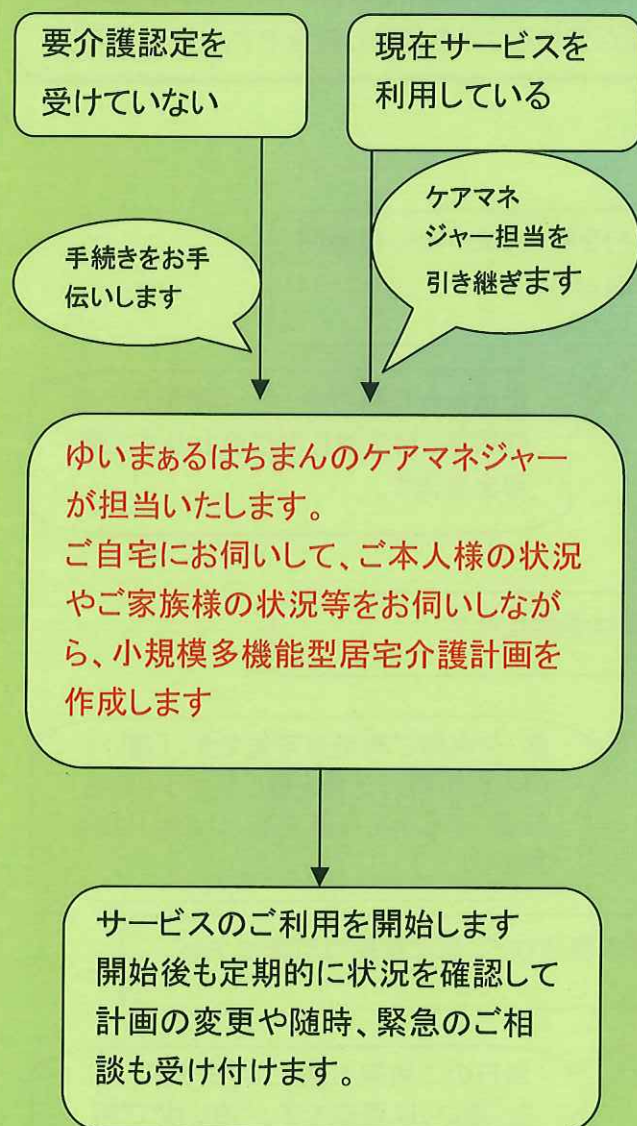 要介護認定を
受けていない
現在サービスを
利用している
手続きをお手
伝いします
ケアマネ
ジャー担当を
引き継ぎます
ゆいまぁるはちまんのケアマネジャー
が担当いたします。
ご自宅にお伺いして、ご本人様の状況
やご家族様の状況等をお伺いしなが
ら、小規模多機能型居宅介護計画を
作成します
サービスのご利用を開始します
開始後も定期的に状況を確認して
計画の変更や随時、緊急のご相
談も受け付けます。